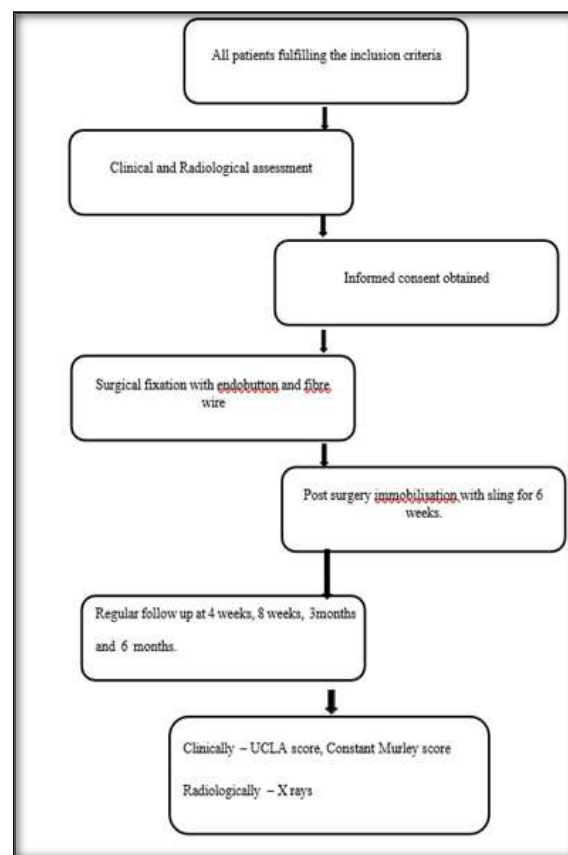 All patients fulfilling the inclusion criteria
Clinical and Radiological assessment
Informed consent obtained
Surgical fixation with endobutton and fibre
wire
Post surgery immobilisation with sling for 6
weeks.
Regular follow up at 4 weeks, 8 weeks, 3months
and 6 months.
Clinically – UCLA score, Constant Murley score
Radiologically – X rays